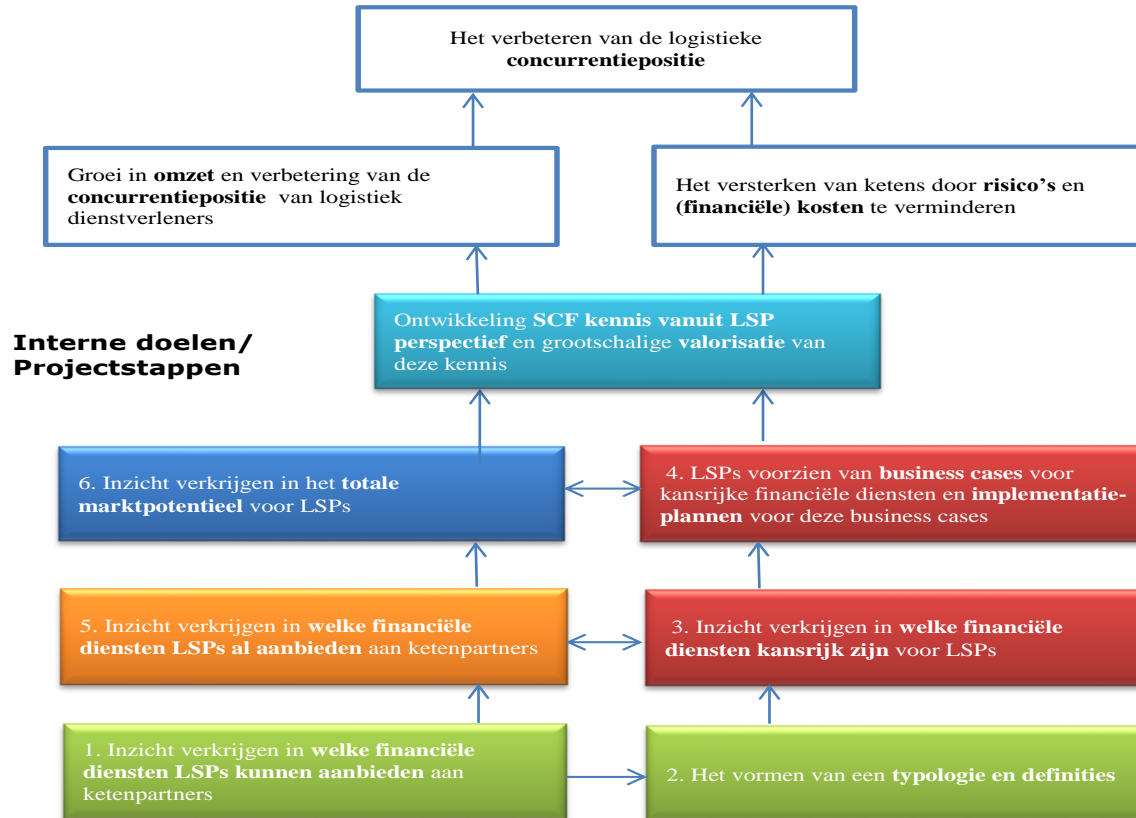 Het verbeteren van de logistieke
concurrentiepositie
Groei in omzet en verbetering van de
concurrentiepositie van logistiek
dienstverleners
Het versterken van ketens door risico's en
(financiële) kosten te verminderen
Ontwikkeling SCF kennis vanuit LSP
perspectief en grootschalige valorisatie van
deze kennis
Interne doelen/
Projectstappen
6. Inzicht verkrijgen in het totale
marktpotentieel voor LSPs
4. LSPs voorzien van business cases voor
kansrijke financiële diensten en implementatie-
plannen voor deze business cases
5. Inzicht verkrijgen in welke financiële
diensten LSPs al aanbieden aan ketenpartners
3. Inzicht verkrijgen in welke financiële
diensten kansrijk zijn voor LSPs
1. Inzicht verkrijgen in welke financiële
diensten LSPs kunnen aanbieden aan
ketenpartners
2. Het vormen van een typologie en definities